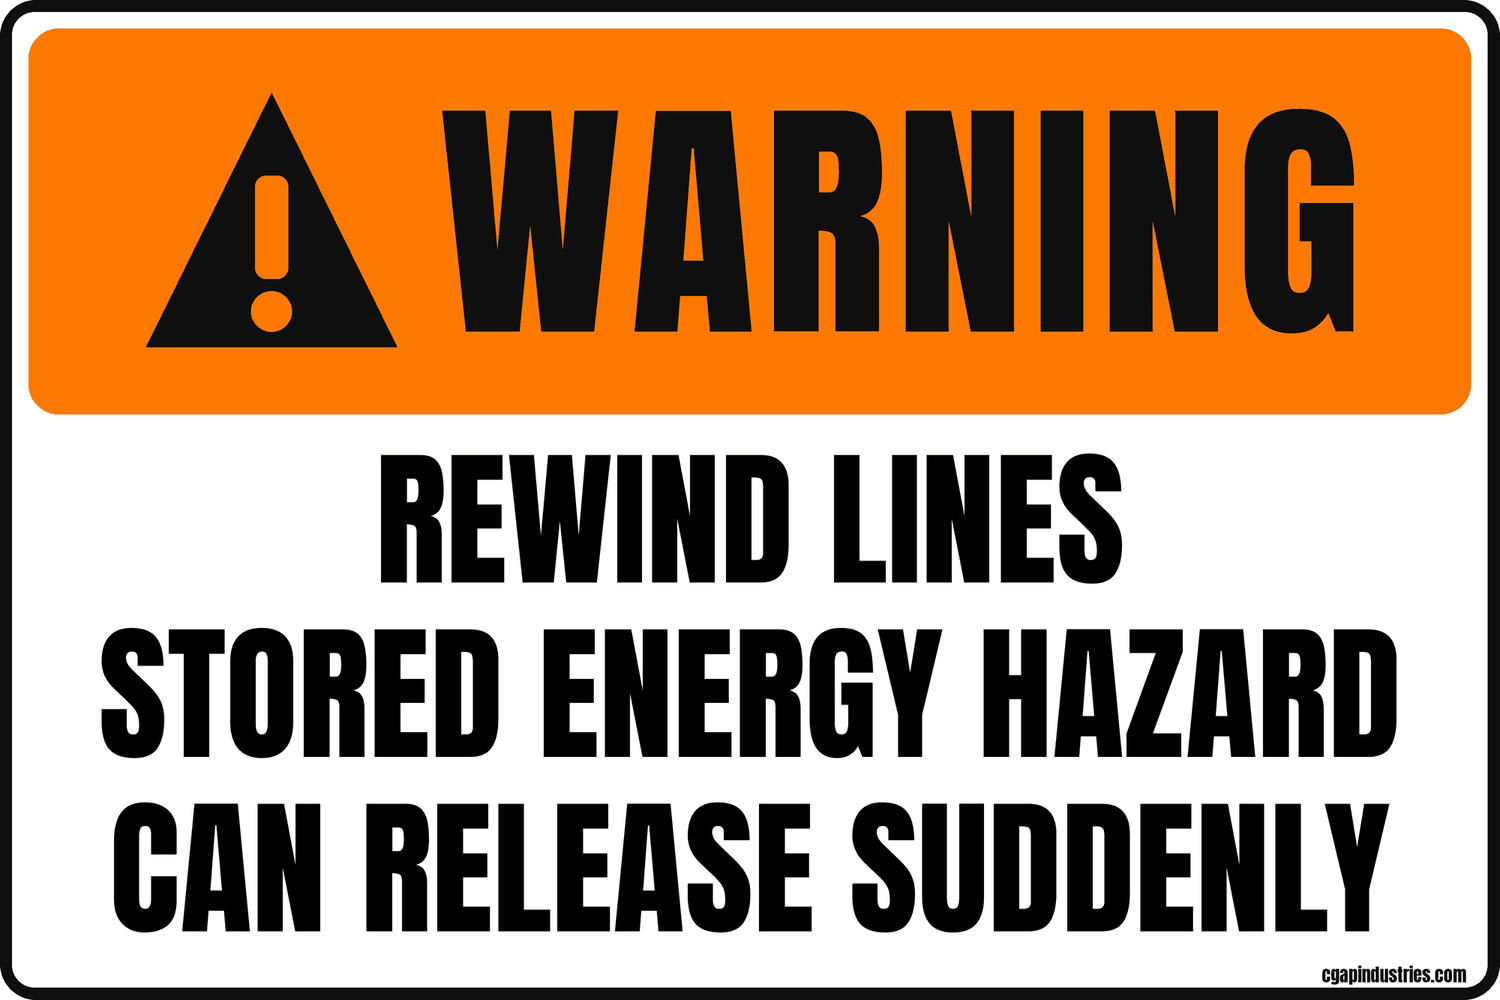 WARNING
REWIND LINES
STORED ENERGY HAZARD
CAN RELEASE SUDDENLY
cgapindustries.com